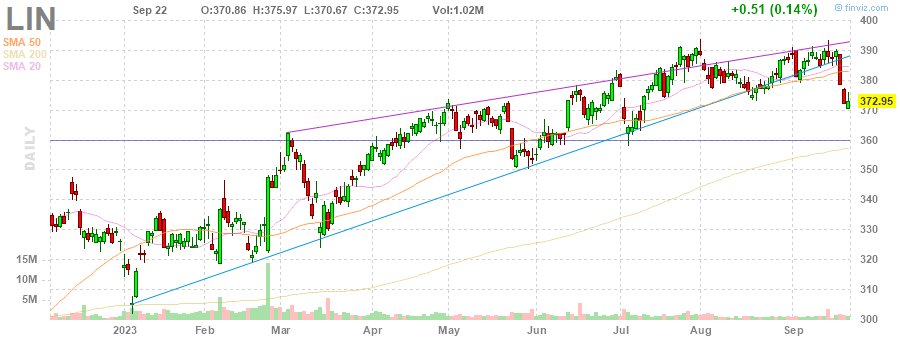 LIN
Sep 22 O:370.86 H:375.97 L:370.67 C:372.95 Vol:1.02M +0.51 (0.14%)
© finviz.com
SMA 50
SMA 200
SMA 20
DAILY
400
390
380
372.95
370
360
350
340
330
320
310
300
15M
10M
5M
2023 Feb Mar Apr May Jun Jul Aug Sep